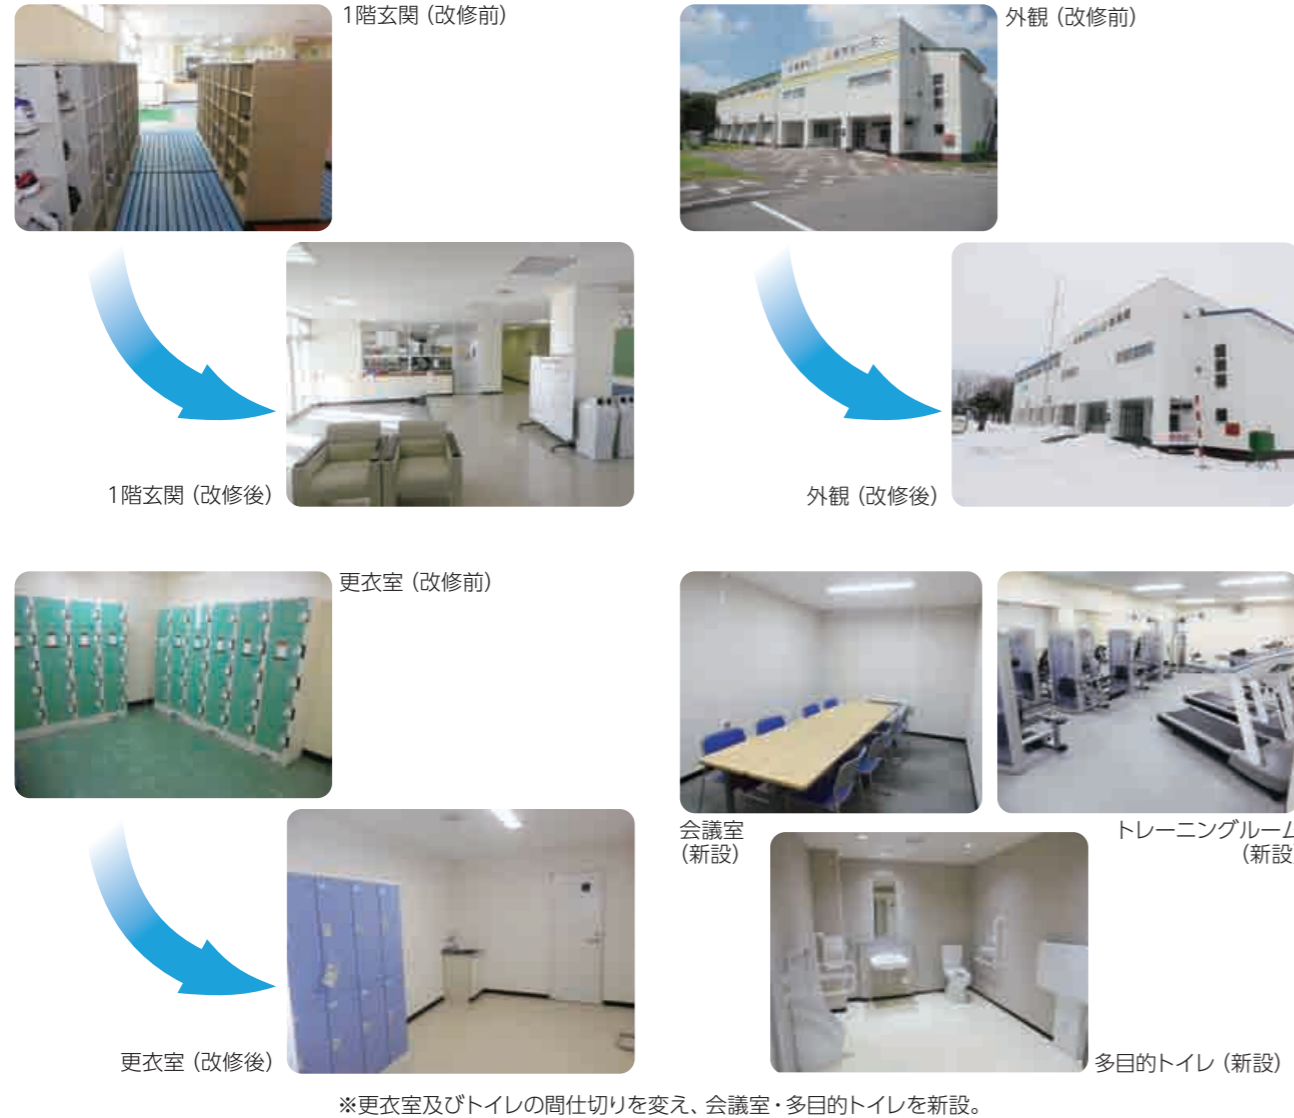 1階玄関（改修前）
外観（改修前）
1階玄関（改修後）
外観（改修後）
更衣室（改修前）
会議室
（新設）
トレーニングルーム
（新設）
更衣室（改修後）
多目的トイレ（新設）
※更衣室及びトイレの間仕切りを変え、会議室・多目的トイレを新設。